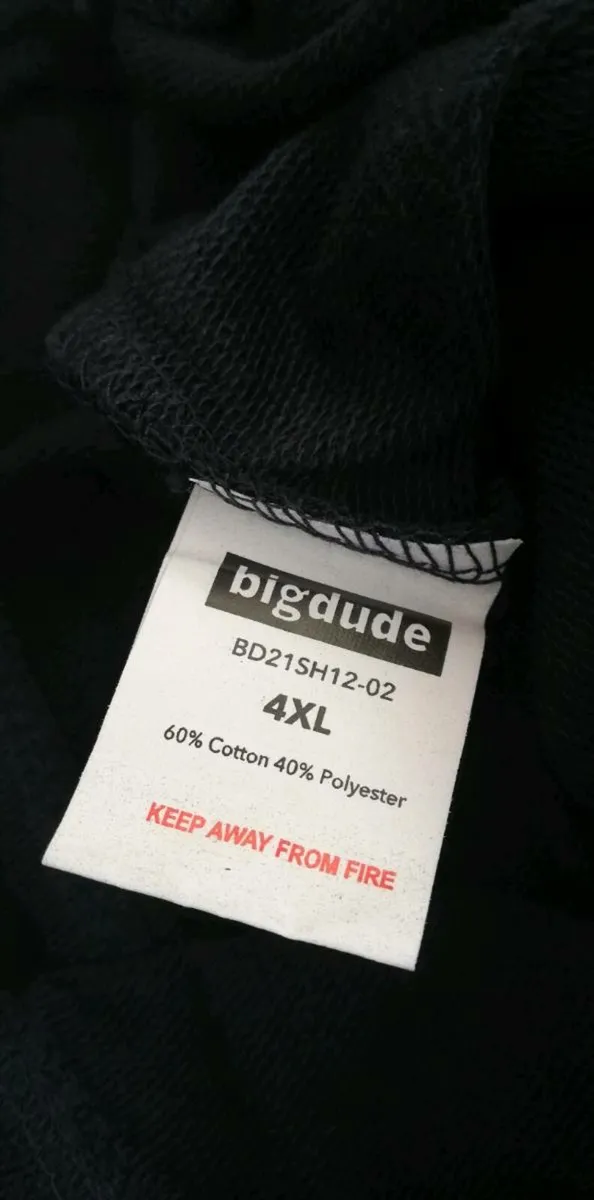 bigdude
BD21SH12-02
4XL
60% Cotton 40% Polyester
KEEP AWAY FROM FIRE